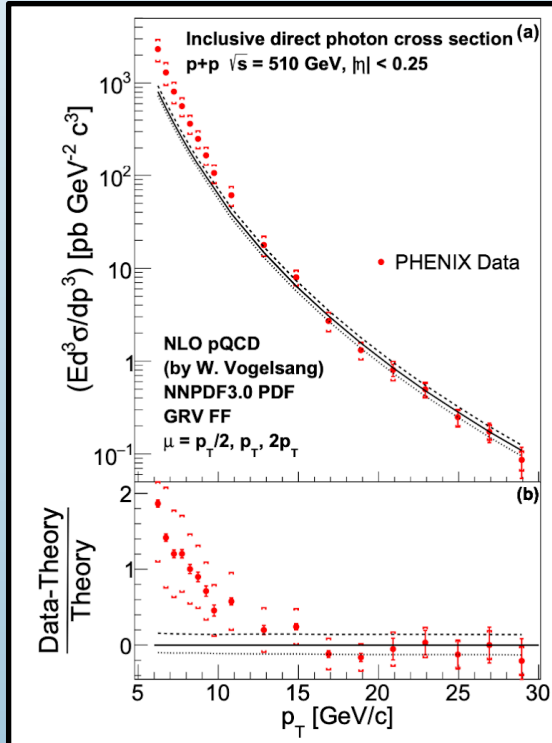 (a)
Inclusive direct photon cross section
p+p √s = 510 GeV, |η| < 0.25
10³
10²
10
1
10⁻¹
(Ed³σ/dp³) [pb GeV⁻² c³]
PHENIX Data
NLO pQCD
(by W. Vogelsang)
NNPDF3.0 PDF
GRV FF
μ = p_T/2, p_T, 2p_T
(b)
2
1
0
Data-Theory
Theory
5 10 15 20 25 30
p_T [GeV/c]